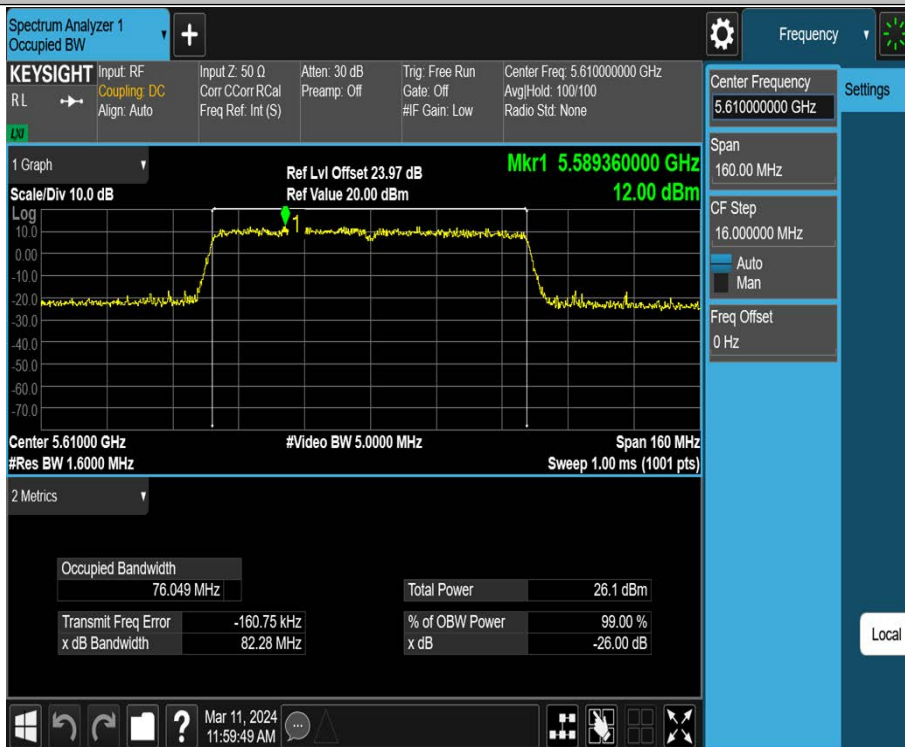 Spectrum Analyzer 1
Occupied BW
+
Frequency
KEYSIGHT
R L
LXI
Input: RF
Coupling: DC
Align: Auto
Input Z: 50 Ω
Corr CCorr RCal
Freq Ref: Int (S)
Atten: 30 dB
Preamp: Off
Trig: Free Run
Gate: Off
#IF Gain: Low
Center Freq: 5.610000000 GHz
Avg|Hold: 100/100
Radio Std: None
Center Frequency
5.610000000 GHz
Settings
Span
160.00 MHz
CF Step
16.000000 MHz
Auto
Man
Freq Offset
0 Hz
Local
1 Graph
Scale/Div 10.0 dB
Ref Lvl Offset 23.97 dB
Ref Value 20.00 dBm
Mkr1 5.589360000 GHz
12.00 dBm
Log
10.0
0.00
-10.0
-20.0
-30.0
-40.0
-50.0
-60.0
-70.0
1
Center 5.61000 GHz
#Res BW 1.6000 MHz
#Video BW 5.0000 MHz
Span 160 MHz
Sweep 1.00 ms (1001 pts)
2 Metrics
Occupied Bandwidth
76.049 MHz
Total Power 26.1 dBm
Transmit Freq Error -160.75 kHz
% of OBW Power 99.00 %
x dB Bandwidth 82.28 MHz
x dB -26.00 dB
?
Mar 11, 2024
11:59:49 AM